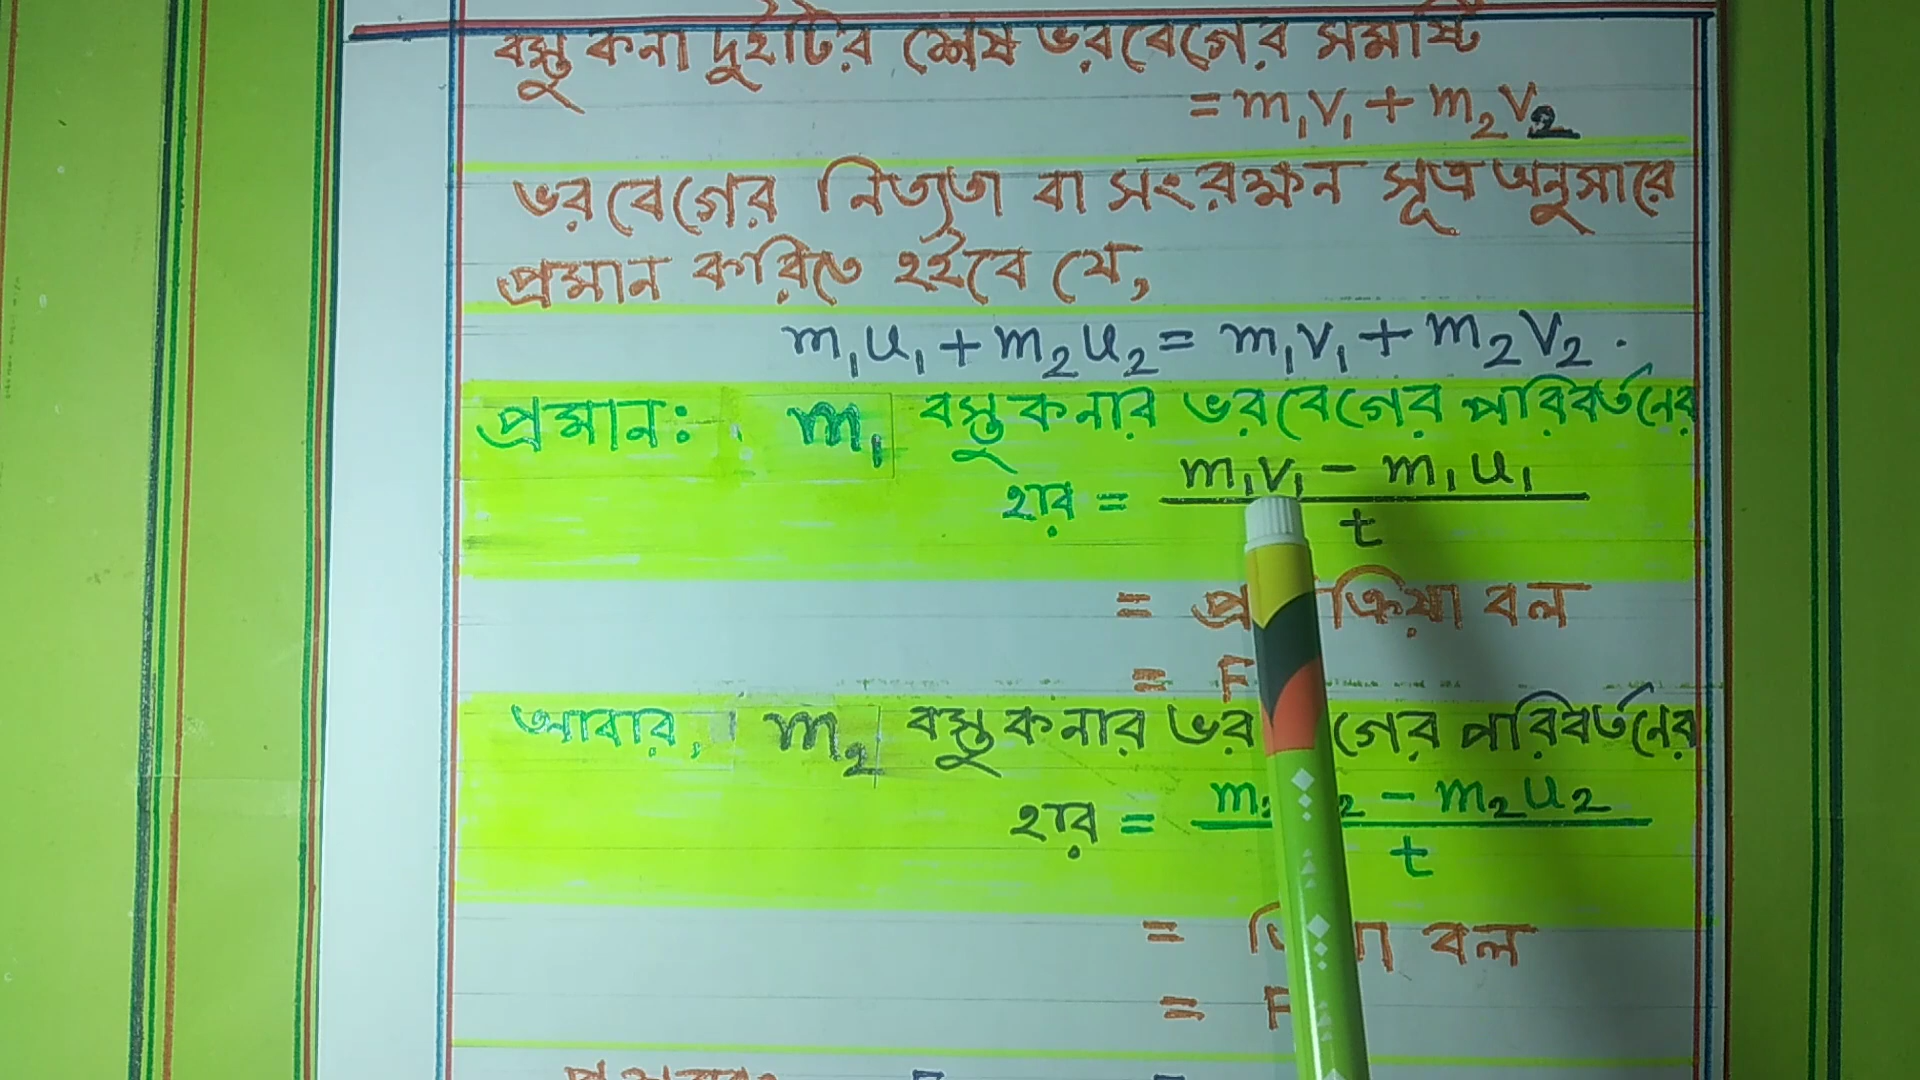 বস্তু কনা দুইটির শেষ ভরবেগের সমষ্টি
= m₁v₁ + m₂v₂
ভরবেগের নিত্যতা বা সংরক্ষন সূত্র অনুসারে
প্রমান করিতে হইবে যে,
m₁u₁ + m₂u₂ = m₁v₁ + m₂v₂ .
প্রমান: m₁ বস্তু কনার ভরবেগের পরিবর্তনের
হার = m₁v₁ - m₁u₁ / t
= বল
= F
আবার, m₂ বস্তু কনার পরিবর্তনের
হার = - m₂u₂ / t
= বল
= F